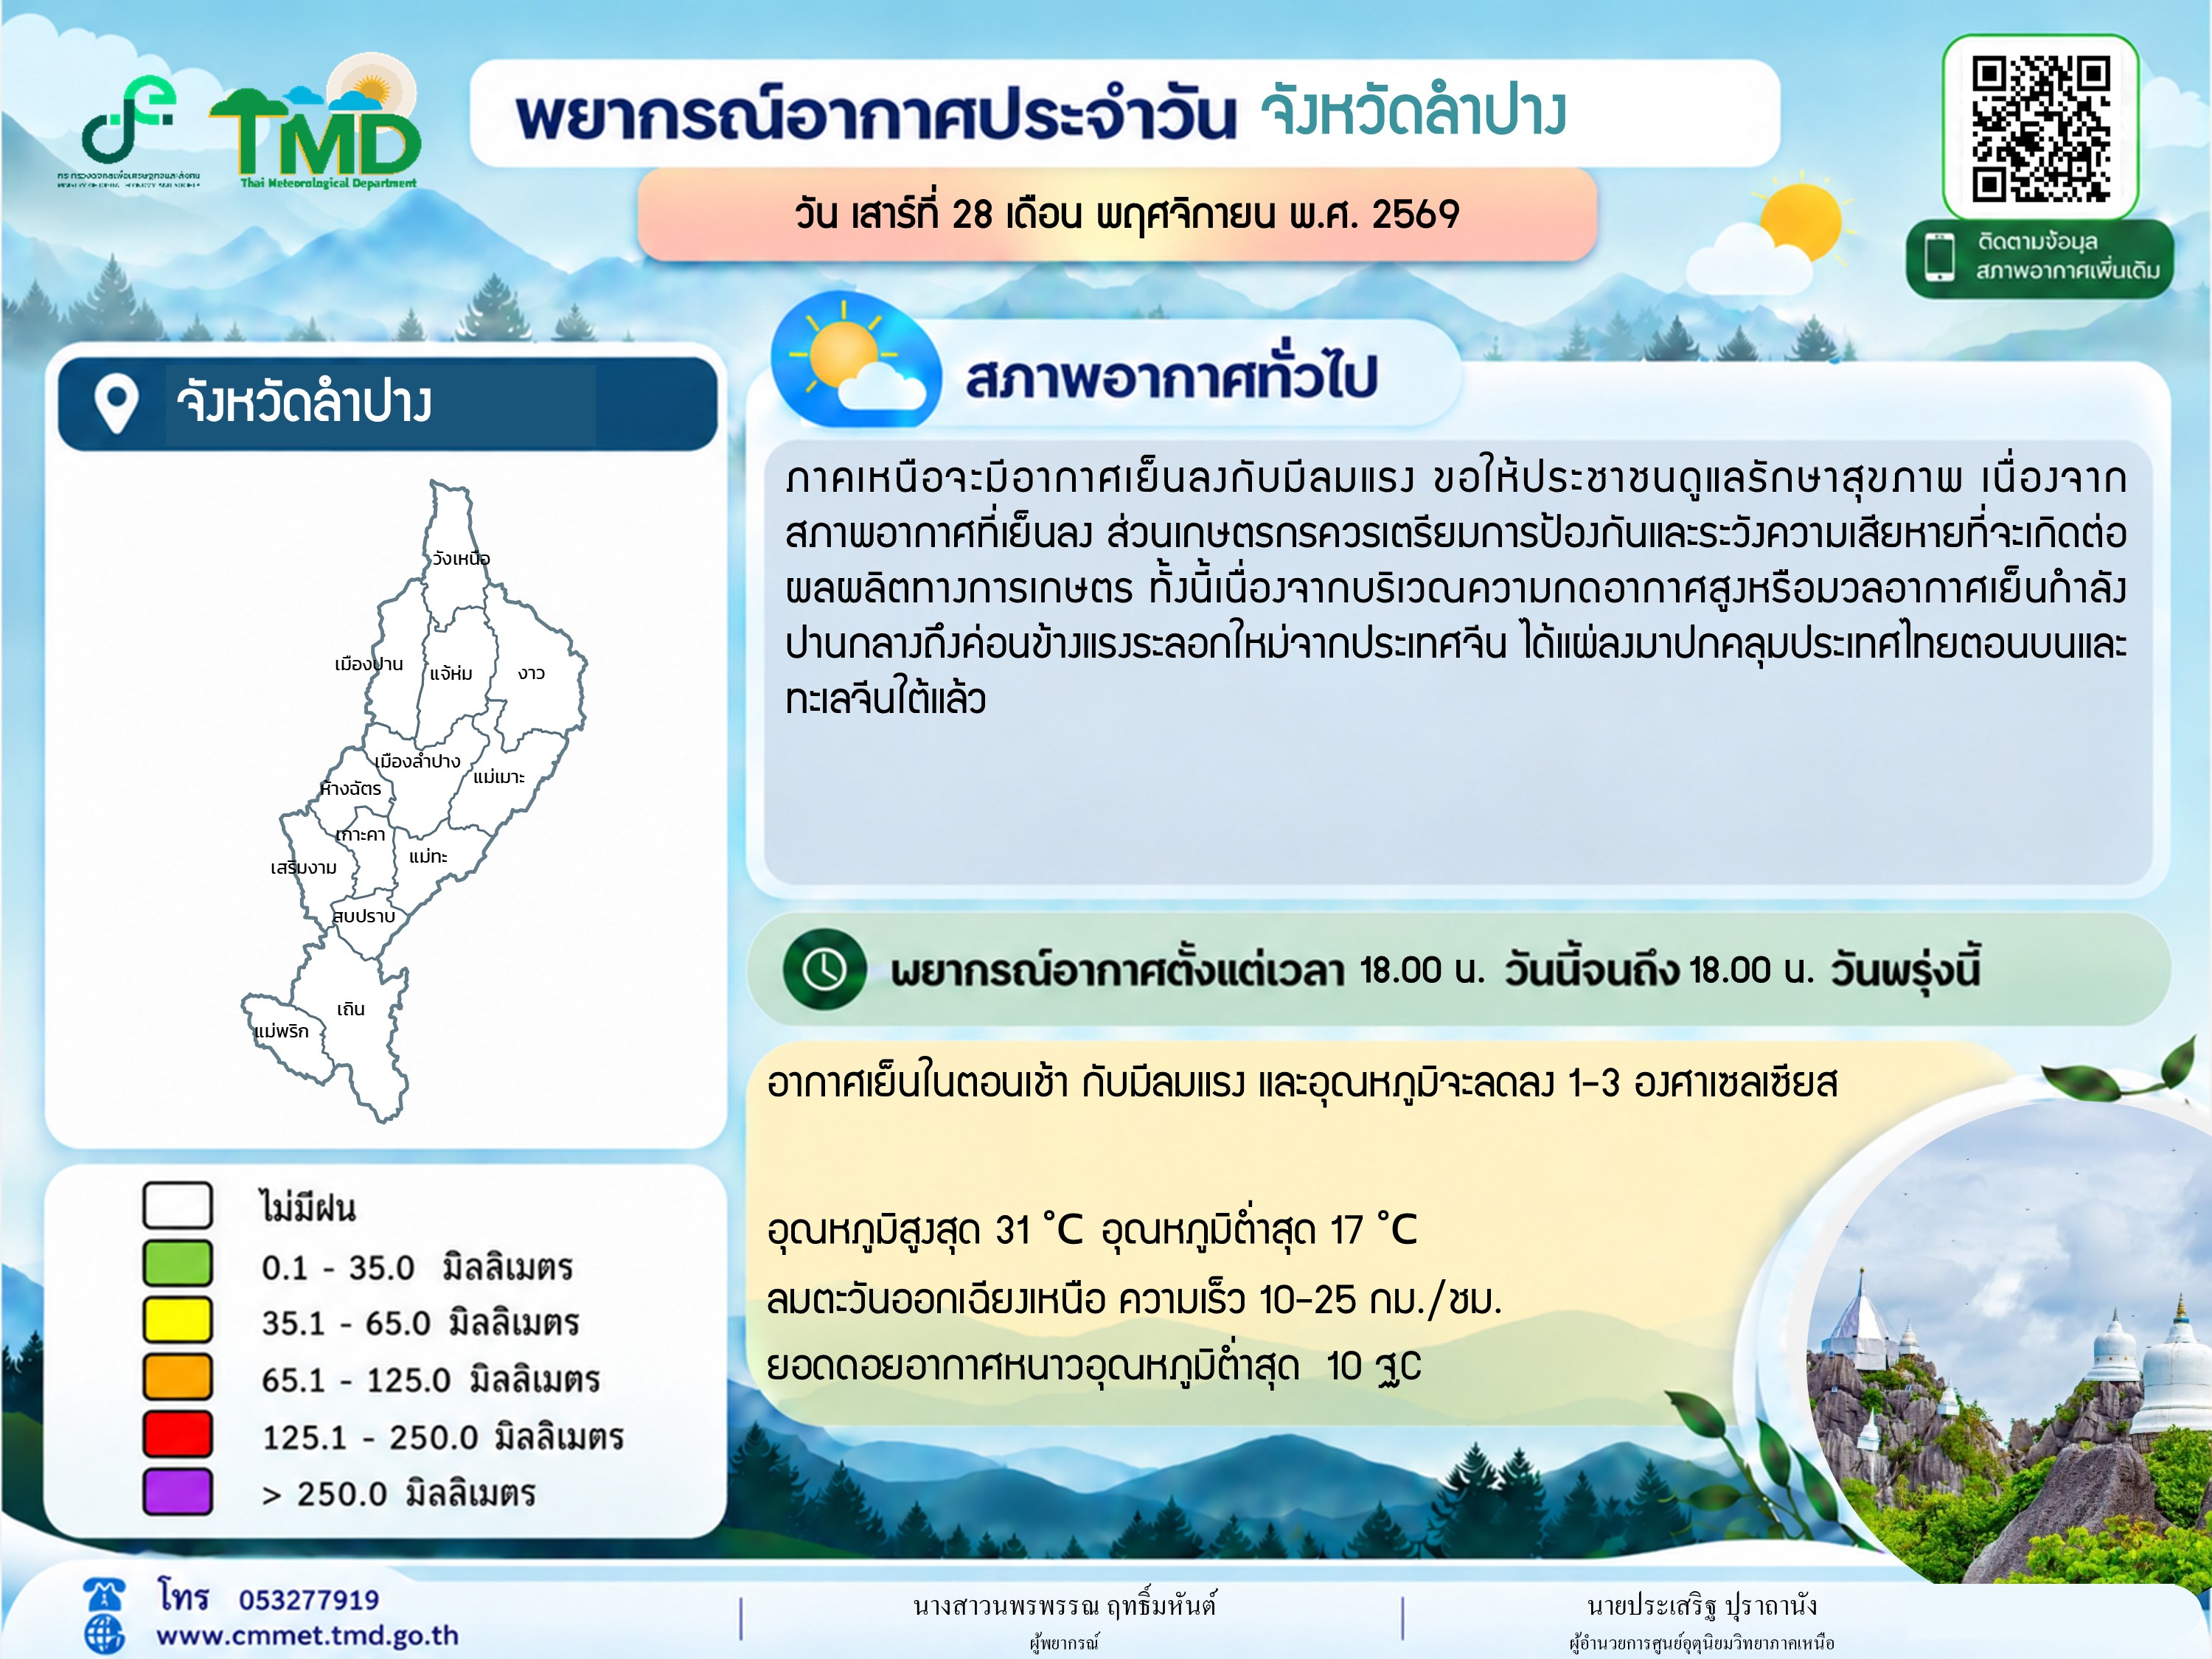 TMD
Thai Meteorological Department
กระทรวงดิจิทัลเพื่อเศรษฐกิจและสังคม
MINISTRY OF DIGITAL ECONOMY AND SOCIETY
พยากรณ์อากาศประจำวัน จังหวัดลำปาง
วัน เสาร์ที่ 28 เดือน พฤศจิกายน พ.ศ. 2569
ติดตามข้อมูล
สภาพอากาศเพิ่มเติม
จังหวัดลำปาง
วังเหนือ
เมืองปาน
แจ้ห่ม
งาว
เมืองลำปาง
แม่เมาะ
ห้างฉัตร
เกาะคา
แม่ทะ
เสริมงาม
สบปราบ
เถิน
แม่พริก
ไม่มีฝน
0.1 - 35.0 มิลลิเมตร
35.1 - 65.0 มิลลิเมตร
65.1 - 125.0 มิลลิเมตร
125.1 - 250.0 มิลลิเมตร
> 250.0 มิลลิเมตร
สภาพอากาศทั่วไป
ภาคเหนือจะมีอากาศเย็นลงกับมีลมแรง ขอให้ประชาชนดูแลรักษาสุขภาพ เนื่องจาก
สภาพอากาศที่เย็นลง ส่วนเกษตรกรควรเตรียมการป้องกันและระวังความเสียหายที่จะเกิดต่อ
ผลผลิตทางการเกษตร ทั้งนี้เนื่องจากบริเวณความกดอากาศสูงหรือมวลอากาศเย็นกำลัง
ปานกลางถึงค่อนข้างแรงระลอกใหม่จากประเทศจีน ได้แผ่ลงมาปกคลุมประเทศไทยตอนบนและ
ทะเลจีนใต้แล้ว
พยากรณ์อากาศตั้งแต่เวลา 18.00 น. วันนี้จนถึง 18.00 น. วันพรุ่งนี้
อากาศเย็นในตอนเช้า กับมีลมแรง และอุณหภูมิจะลดลง 1-3 องศาเซลเซียส
อุณหภูมิสูงสุด 31 °C อุณหภูมิต่ำสุด 17 °C
ลมตะวันออกเฉียงเหนือ ความเร็ว 10-25 กม./ชม.
ยอดดอยอากาศหนาวอุณหภูมิต่ำสุด 10 ฐC
โทร 053277919
www.cmmet.tmd.go.th
นางสาวนพรพรรณ ฤทธิ์มหันต์
ผู้พยากรณ์
นายประเสริฐ ปุราถานัง
ผู้อำนวยการศูนย์อุตุนิยมวิทยาภาคเหนือ